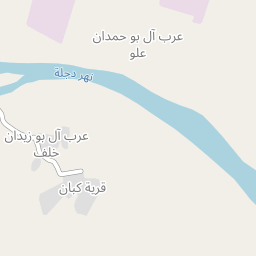 عرب آل بو حمدان
علو
نهر دجلة
عرب آل بو زيدان
خلف
قرية كبان